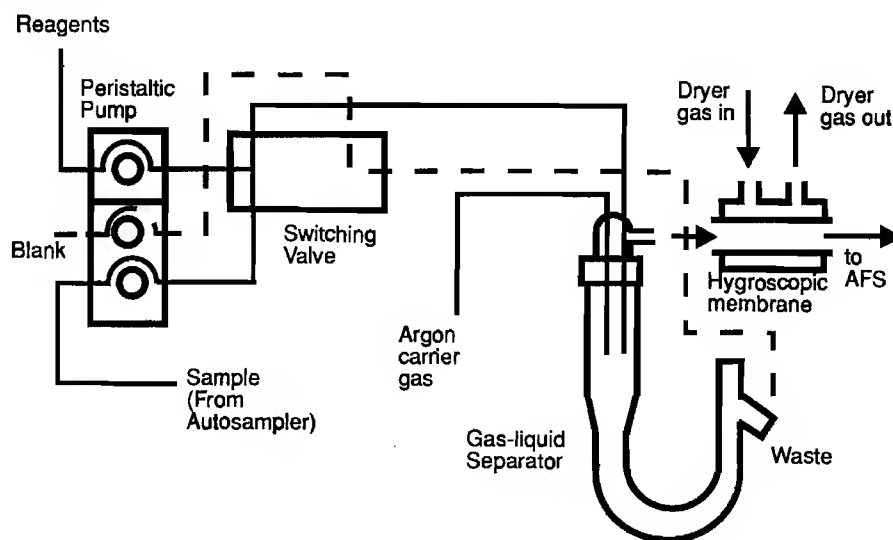 Reagents
Peristaltic
Pump
Blank
Sample
(From
Autosampler)
Switching
Valve
Argon
carrier
gas
Gas-liquid
Separator
Dryer
gas in
Dryer
gas out
Hygroscopic
membrane
to
AFS
Waste